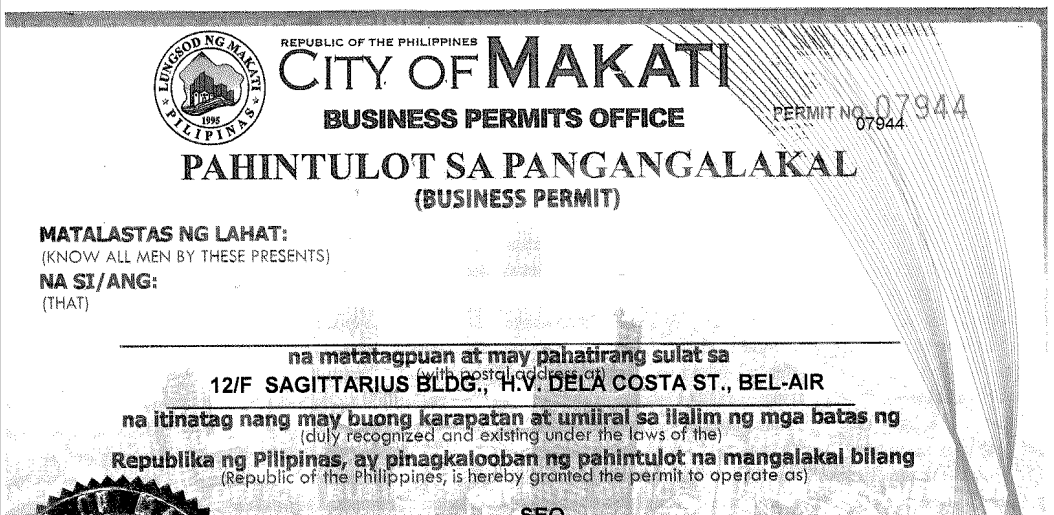 LUNGSOD NG MAKATI
1995
PILIPINAS
REPUBLIC OF THE PHILIPPINES
CITY OF MAKATI
BUSINESS PERMITS OFFICE
PERMIT NO. 07944
07944
PAHINTULOT SA PANGANGALAKAL
(BUSINESS PERMIT)
MATALASTAS NG LAHAT:
(KNOW ALL MEN BY THESE PRESENTS)
NA SI/ANG:
(THAT)
na matatagpuan at may pahatirang sulat sa
(with postal address at)
12/F SAGITTARIUS BLDG., H.V. DELA COSTA ST., BEL-AIR
na itinatag nang may buong karapatan at umiiral sa ilalim ng mga batas ng
(duly recognized and existing under the laws of the)
Republika ng Pilipinas, ay pinagkalooban ng pahintulot na mangalakal bilang
(Republic of the Philippines, is hereby granted the permit to operate as)